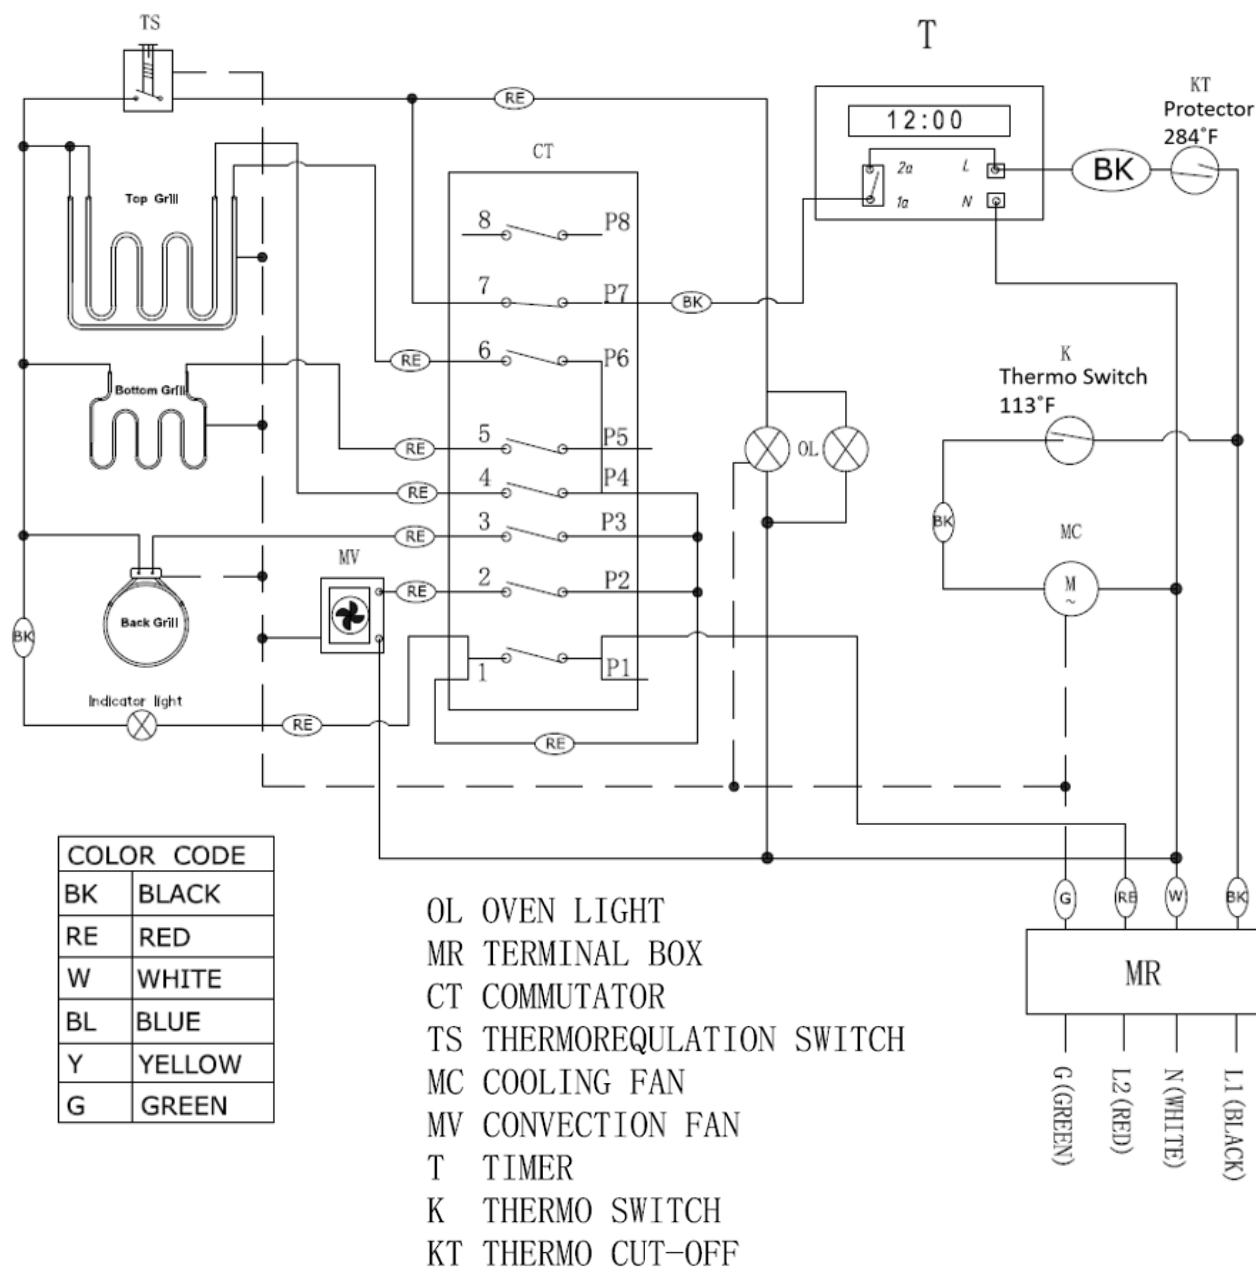 TS
T
KT
Protector
284°F
RE
12:00
CT
BK
2a
L
1a
N
Top Grill
8
P8
7
P7
BK
K
Thermo Switch
113°F
6
P6
RE
Bottom Grill
5
P5
RE
OL
4
P4
RE
3
P3
RE
BK
MC
MV
2
P2
RE
M
~
Back Grill
BK
1
P1
Indicator light
RE
RE
COLOR CODE
BK BLACK
RE RED
W WHITE
BL BLUE
Y YELLOW
G GREEN
OL OVEN LIGHT
MR TERMINAL BOX
CT COMMUTATOR
TS THERMOREQULATION SWITCH
MC COOLING FAN
MV CONVECTION FAN
T TIMER
K THERMO SWITCH
KT THERMO CUT-OFF
G
RE
W
BK
MR
G(GREEN)
L2(RED)
N(WHITE)
L1(BLACK)